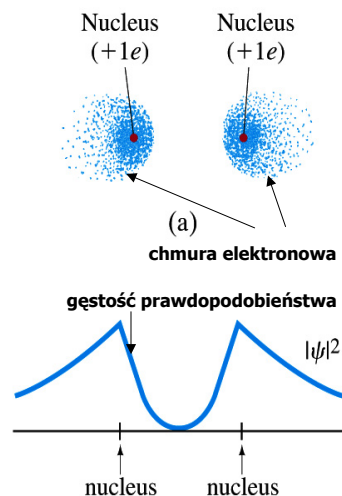 Nucleus Nucleus
(+1e) (+1e)
(a)
chmura elektronowa
gęstość prawdopodobieństwa
|ψ|²
nucleus nucleus